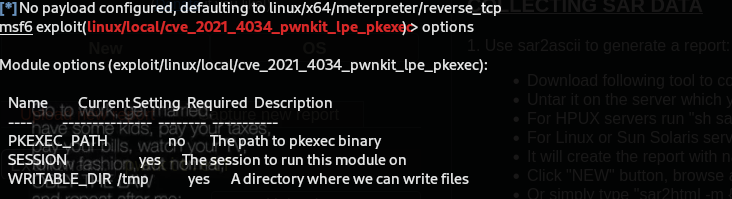 [*] No payload configured, defaulting to linux/x64/meterpreter/reverse_tcp
msf6 exploit(linux/local/cve_2021_4034_pwnkit_lpe_pkexec) > options
LLECTING SAR DATA
New OS
1. Use sar2ascii to generate a report:
Module options (exploit/linux/local/cve_2021_4034_pwnkit_lpe_pkexec):
Download following tool to co
Name Current Setting Required Description
Untar it on the server which y
---- --------------- -------- -----------
Go to work, get married,
have some kids, pay your taxes,
pay your bills, watch your TV,
follow fashion, act normal,
For HPUX servers run "sh sa
PKEXEC_PATH no The path to pkexec binary
For Linux or Sun Solaris serve
SESSION yes The session to run this module on
It will create the report with n
WRITABLE_DIR /tmp yes A directory where we can write files
Click "NEW" button, browse a
and repeat after me:
Or simply type "sar2html -m